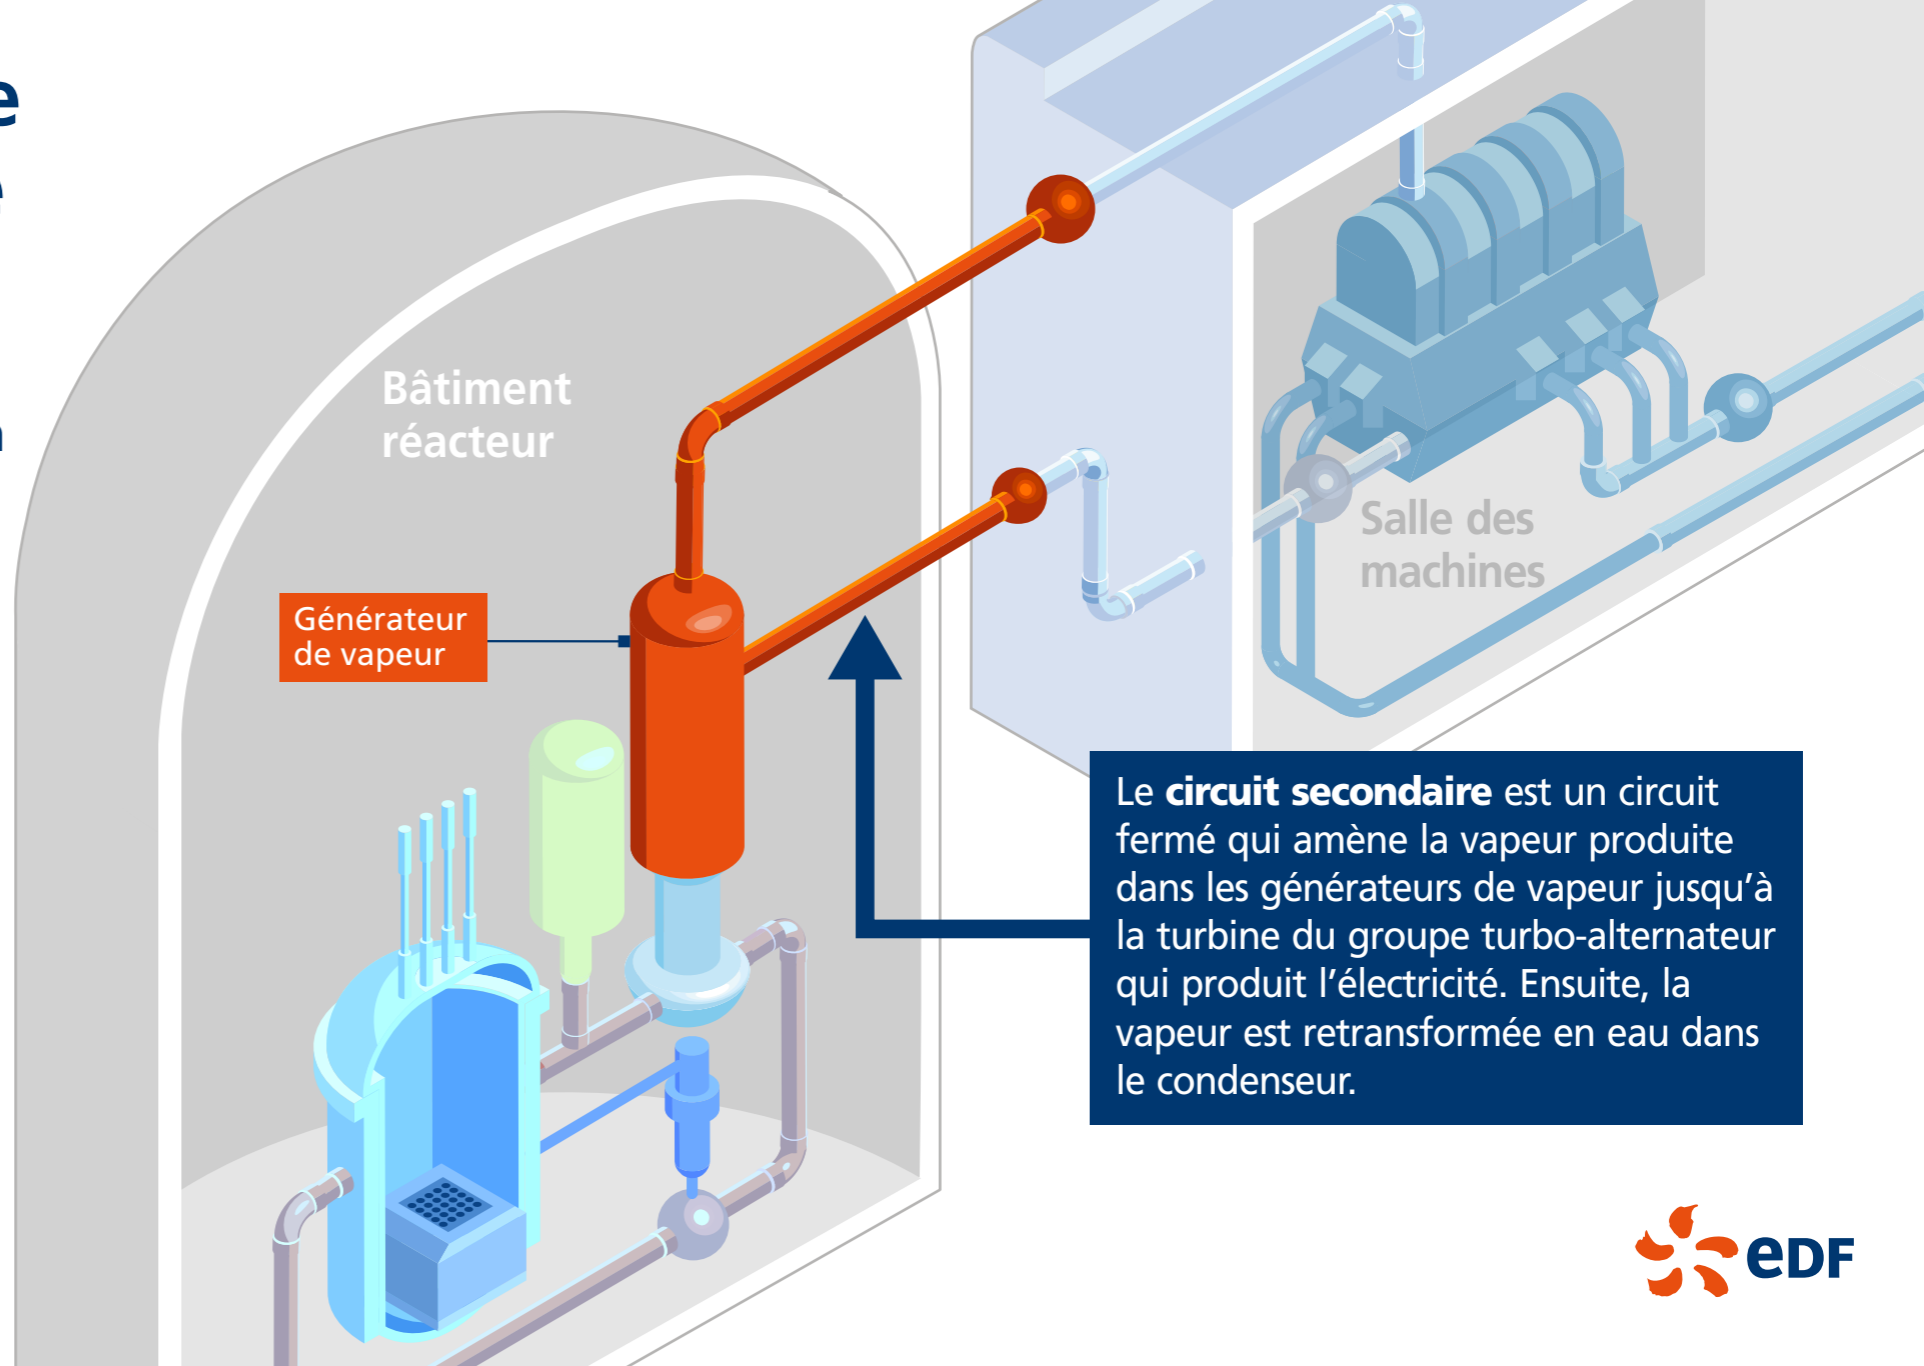 Bâtiment
réacteur
Générateur
de vapeur
Salle des
machines
Le circuit secondaire est un circuit
fermé qui amène la vapeur produite
dans les générateurs de vapeur jusqu’à
la turbine du groupe turbo-alternateur
qui produit l’électricité. Ensuite, la
vapeur est retransformée en eau dans
le condenseur.
eDF